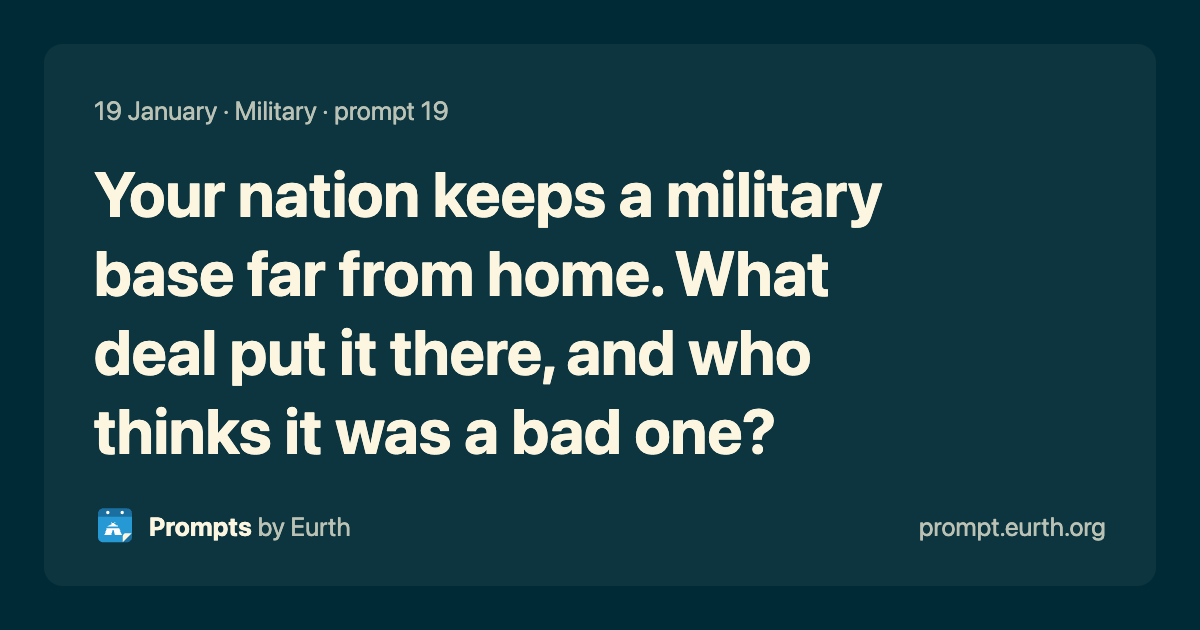 19 January · Military · prompt 19
Your nation keeps a military
base far from home. What
deal put it there, and who
thinks it was a bad one?
Prompts by Eurth
prompt.eurth.org